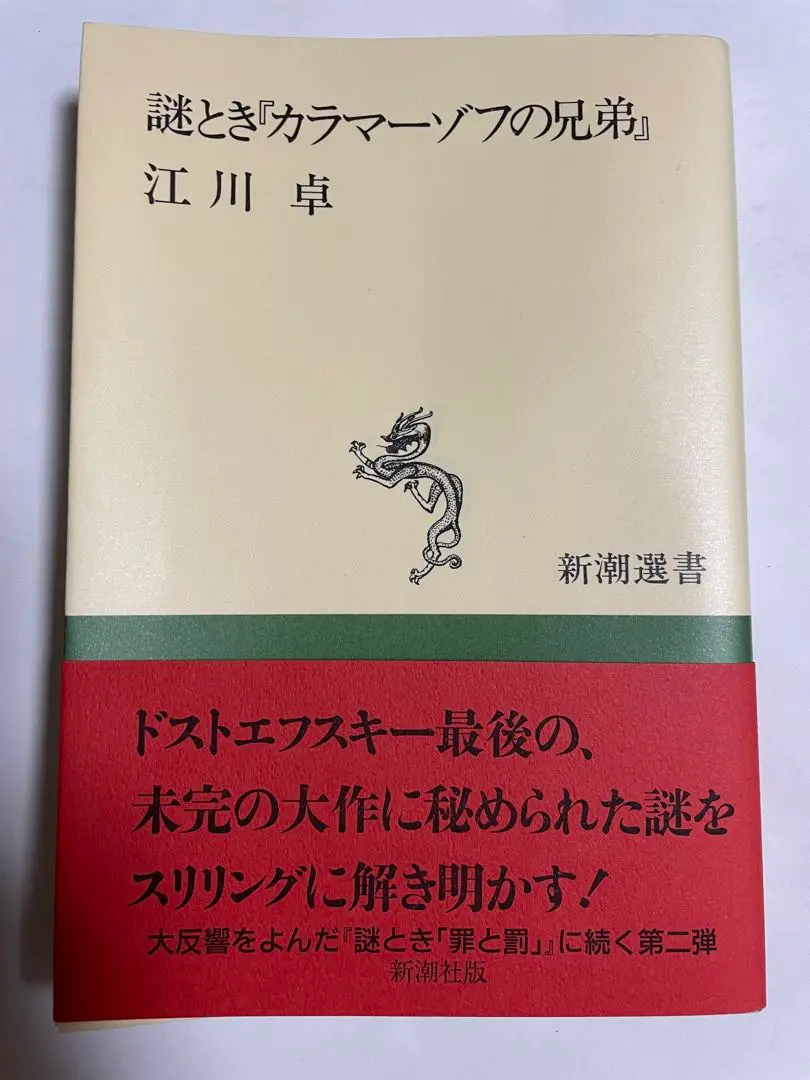 謎とき『カラマーゾフの兄弟』
江川 卓
新潮選書
ドストエフスキー最後の、
未完の大作に秘められた謎を
スリリングに解き明かす!
大反響をよんだ『謎とき「罪と罰」』に続く第二弾
新潮社版